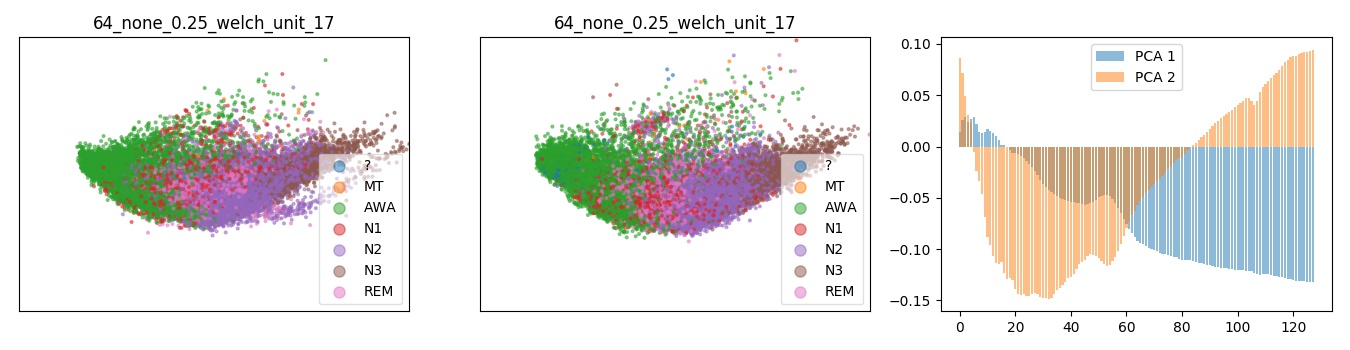 64_none_0.25_welch_unit_17
?
MT
AWA
N1
N2
N3
REM
64_none_0.25_welch_unit_17
?
MT
AWA
N1
N2
N3
REM
PCA 1
PCA 2
0.10
0.05
0.00
−0.05
−0.10
−0.15
0 20 40 60 80 100 120